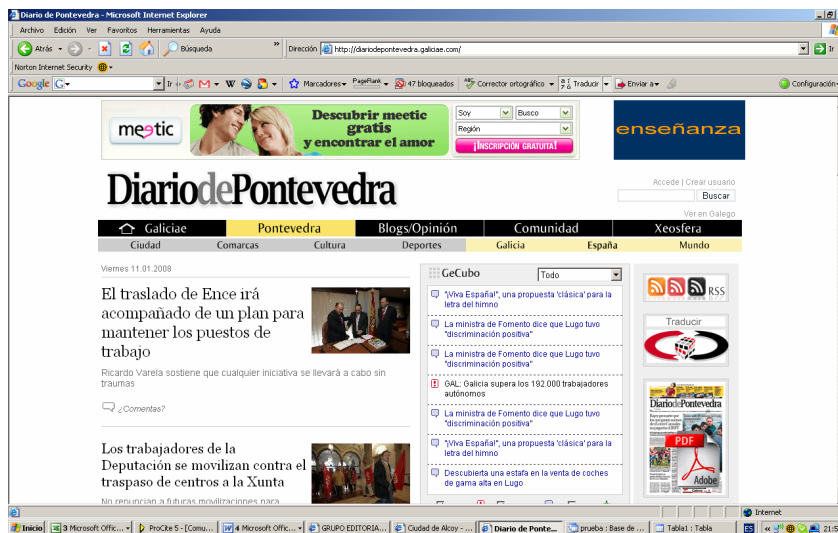 Diario de Pontevedra - Microsoft Internet Explorer
Archivo Edición Ver Favoritos Herramientas Ayuda
Atrás Búsqueda » Dirección http://diariodepontevedra.galiciae.com/ Ir
Norton Internet Security
Google G Ir Marcadores PageRank 47 bloqueados Corrector ortográfico Traducir Enviar a Configuración
meetic
Descubrir meetic
gratis
y encontrar el amor
Soy Busco
Región
¡INSCRIPCIÓN GRATUITA!
enseñanza
DiariodePontevedra
Accede | Crear usuario
Buscar
Ver en Galego
Galiciae Pontevedra Blogs/Opinión Comunidad Xeosfera
Ciudad Comarcas Cultura Deportes Galicia España Mundo
Viernes 11.01.2008
El traslado de Ence irá
acompañado de un plan para
mantener los puestos de
trabajo
Ricardo Varela sostiene que cualquier iniciativa se llevará a cabo sin
traumas
¿Comentas?
Los trabajadores de la
Deputación se movilizan contra el
traspaso de centros a la Xunta
No renuncian a futuras movilizaciones para
GeCubo Todo
"¡Viva España!", una propuesta 'clásica' para la
letra del himno
La ministra de Fomento dice que Lugo tuvo
"discriminación positiva"
La ministra de Fomento dice que Lugo tuvo
"discriminación positiva"
GAL: Galicia supera los 192.000 trabajadores
autónomos
La ministra de Fomento dice que Lugo tuvo
"discriminación positiva"
"¡Viva España!", una propuesta 'clásica' para la
letra del himno
Descubierta una estafa en la venta de coches
de gama alta en Lugo
RSS
Traducir
DiariodePontevedra
PDF
Adobe
Internet
Inicio 3 Microsoft Offic... ProCite 5 - [Comu... 4 Microsoft Offic... GRUPO EDITORIA... Ciudad de Alcoy - ... Diario de Ponte... prueba : Base de ... Tabla1 : Tabla ES « 21:5